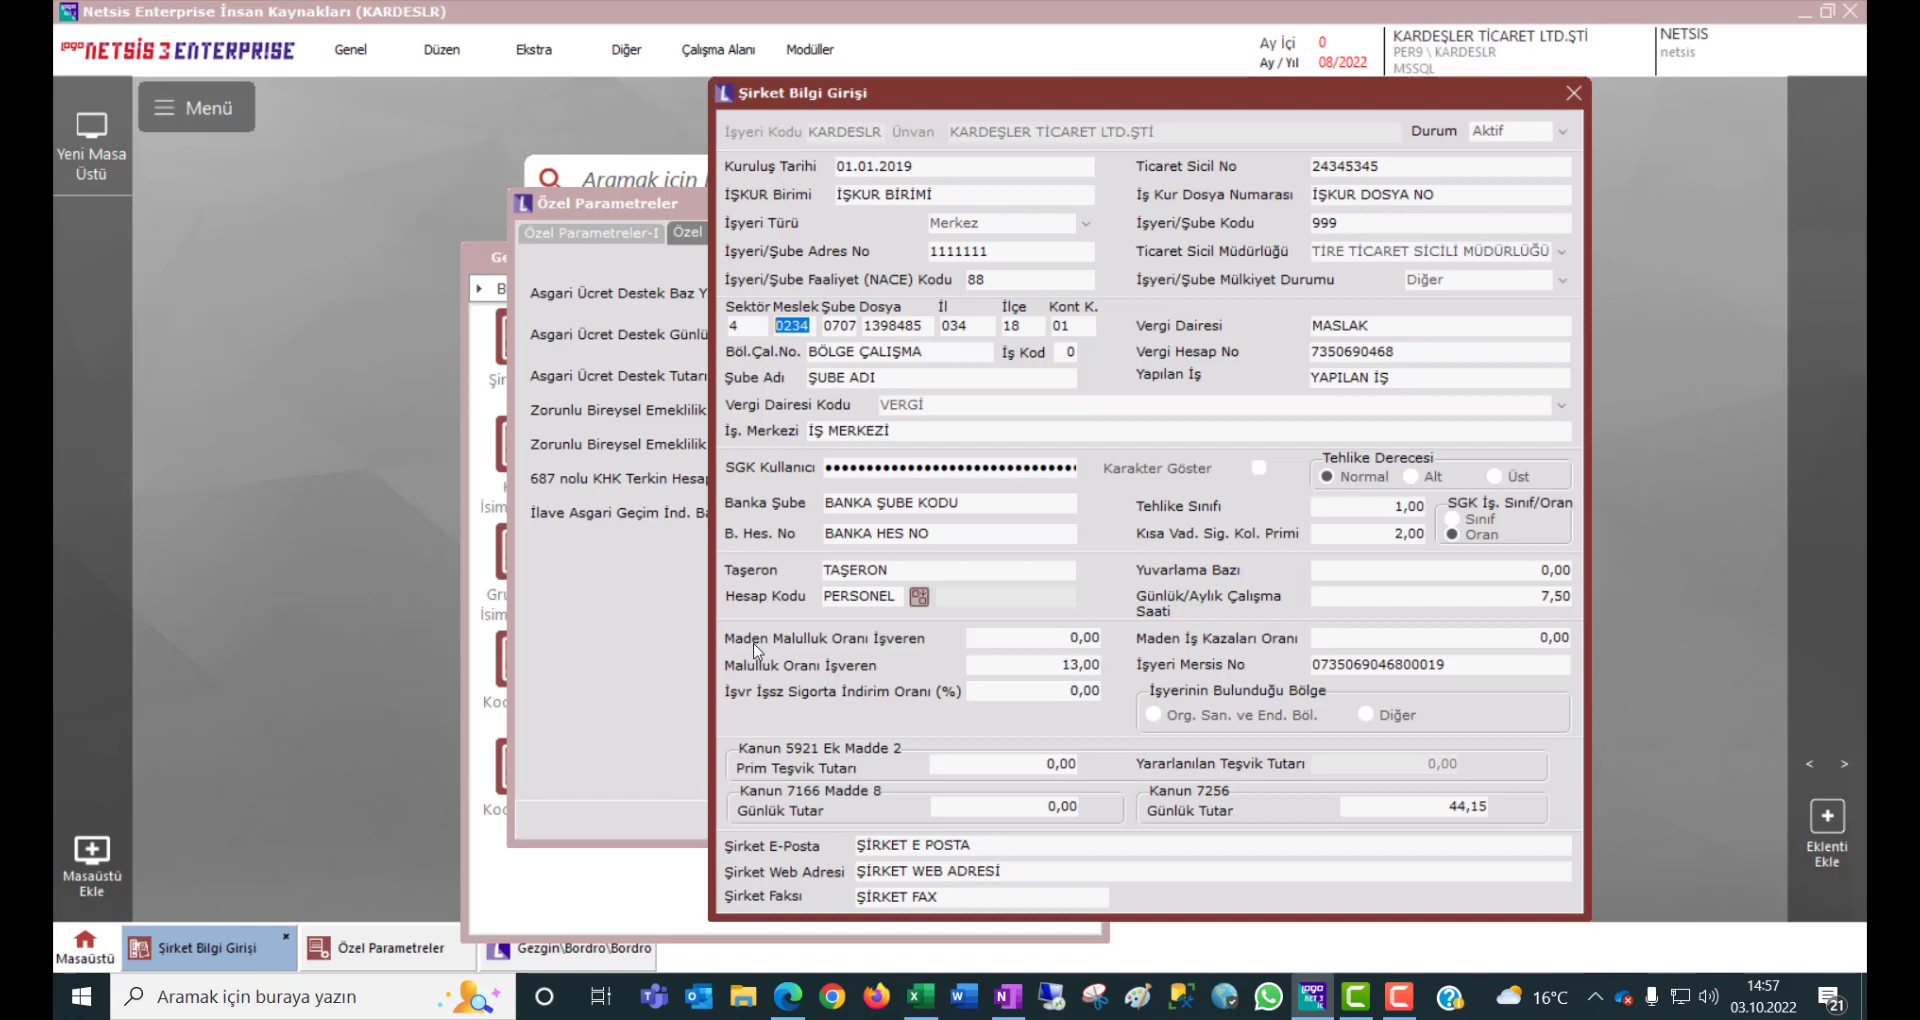 Netsis Enterprise İnsan Kaynakları (KARDESLR)
LOGO NETSİS 3 ENTERPRISE
Genel Düzen Ekstra Diğer Çalışma Alanı Modüller
Ay İçi 0
Ay / Yıl 08/2022
KARDEŞLER TİCARET LTD.ŞTİ
PER9 \ KARDESLR
MSSQL
NETSIS
netsis
Yeni Masa Üstü
Menü
Aramak için
Özel Parametreler
Özel Parametreler-I Özel
Ge
B
Asgari Ücret Destek Baz Y
Asgari Ücret Destek Günlü
Asgari Ücret Destek Tutarı
Zorunlu Bireysel Emeklilik
Zorunlu Bireysel Emeklilik
687 nolu KHK Terkin Hesap
İlave Asgari Geçim İnd. Ba
Şir
İsim
Gru
İsim
Kod
Kod
Şirket Bilgi Girişi
İşyeri Kodu KARDESLR Ünvan KARDEŞLER TİCARET LTD.ŞTİ Durum Aktif
Kuruluş Tarihi 01.01.2019 Ticaret Sicil No 24345345
İŞKUR Birimi İŞKUR BİRİMİ İş Kur Dosya Numarası İŞKUR DOSYA NO
İşyeri Türü Merkez İşyeri/Şube Kodu 999
İşyeri/Şube Adres No 1111111 Ticaret Sicil Müdürlüğü TİRE TİCARET SİCİLİ MÜDÜRLÜĞÜ
İşyeri/Şube Faaliyet (NACE) Kodu 88 İşyeri/Şube Mülkiyet Durumu Diğer
Sektör Meslek Şube Dosya İl İlçe Kont K.
4 0234 0707 1398485 034 18 01 Vergi Dairesi MASLAK
Böl.Çal.No. BÖLGE ÇALIŞMA İş Kod 0 Vergi Hesap No 7350690468
Şube Adı ŞUBE ADI Yapılan İş YAPILAN İŞ
Vergi Dairesi Kodu VERGİ
İş. Merkezi İŞ MERKEZİ
SGK Kullanıcı •••••••••••••••••••••••••••••• Karakter Göster Tehlike Derecesi
Normal Alt Üst
Banka Şube BANKA ŞUBE KODU Tehlike Sınıfı 1,00 SGK İş. Sınıf/Oran
Sınıf
B. Hes. No BANKA HES NO Kısa Vad. Sig. Kol. Primi 2,00 Oran
Taşeron TAŞERON Yuvarlama Bazı 0,00
Hesap Kodu PERSONEL Günlük/Aylık Çalışma Saati 7,50
Maden Malulluk Oranı İşveren 0,00 Maden İş Kazaları Oranı 0,00
Malulluk Oranı İşveren 13,00 İşyeri Mersis No 0735069046800019
İşvr İşsz Sigorta İndirim Oranı (%) 0,00 İşyerinin Bulunduğu Bölge
Org. San. ve End. Böl. Diğer
Kanun 5921 Ek Madde 2
Prim Teşvik Tutarı 0,00 Yararlanılan Teşvik Tutarı 0,00
Kanun 7166 Madde 8 Kanun 7256
Günlük Tutar 0,00 Günlük Tutar 44,15
Şirket E-Posta ŞİRKET E POSTA
Şirket Web Adresi ŞİRKET WEB ADRESİ
Şirket Faksı ŞİRKET FAX
< >
Eklenti Ekle
Masaüstü Ekle
Masaüstü Şirket Bilgi Girişi Özel Parametreler Gezgin\Bordro\Bordro
Aramak için buraya yazın
16°C
14:57
03.10.2022
21